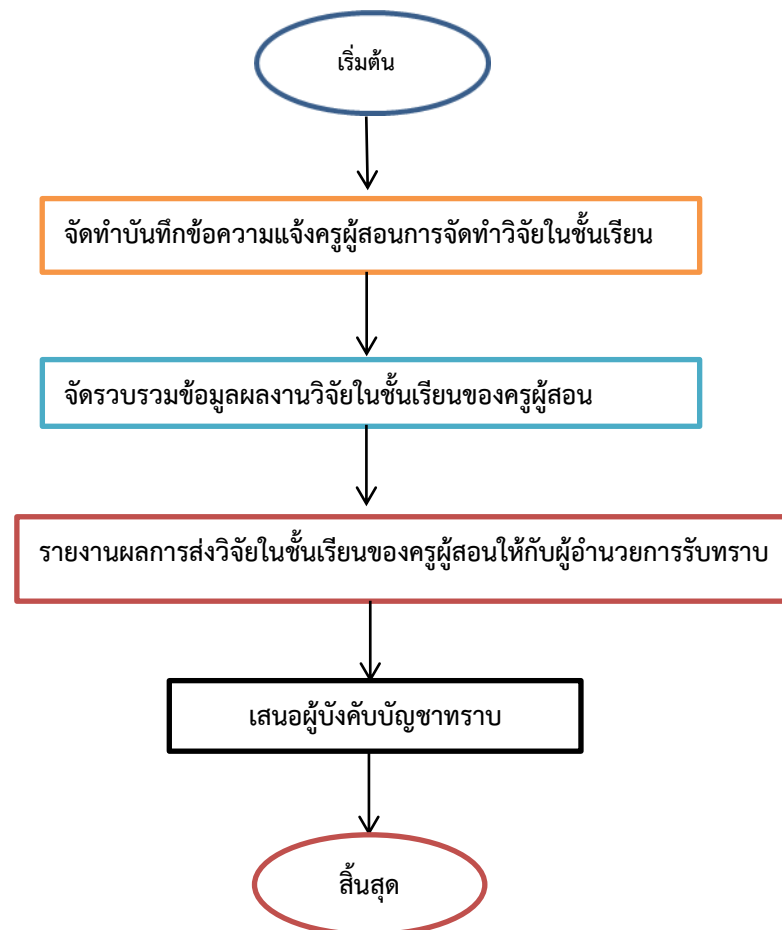 เริ่มต้น
จัดทำบันทึกข้อความแจ้งครูผู้สอนการจัดทำวิจัยในชั้นเรียน
จัดรวบรวมข้อมูลผลงานวิจัยในชั้นเรียนของครูผู้สอน
รายงานผลการส่งวิจัยในชั้นเรียนของครูผู้สอนให้กับผู้อำนวยการรับทราบ
เสนอผู้บังคับบัญชาทราบ
สิ้นสุด